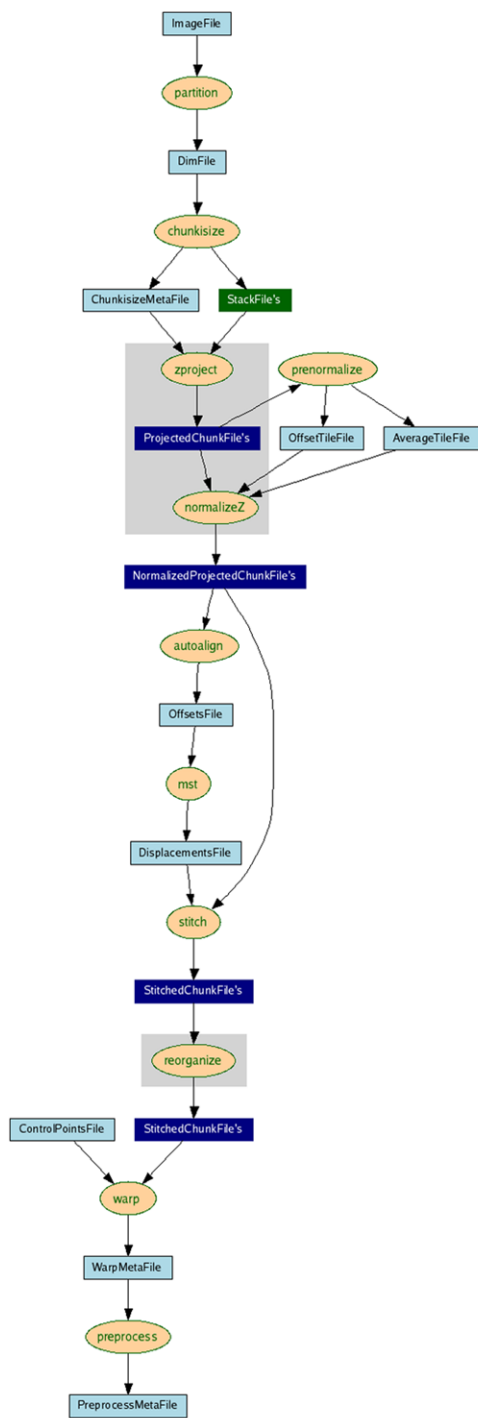 ImageFile
partition
DimFile
chunkisize
ChunkisizeMetaFile
StackFile's
zproject
prenormalize
ProjectedChunkFile's
OffsetTileFile
AverageTileFile
normalizeZ
NormalizedProjectedChunkFile's
autoalign
OffsetsFile
mst
DisplacementsFile
stitch
StitchedChunkFile's
reorganize
ControlPointsFile
StitchedChunkFile's
warp
WarpMetaFile
preprocess
PreprocessMetaFile